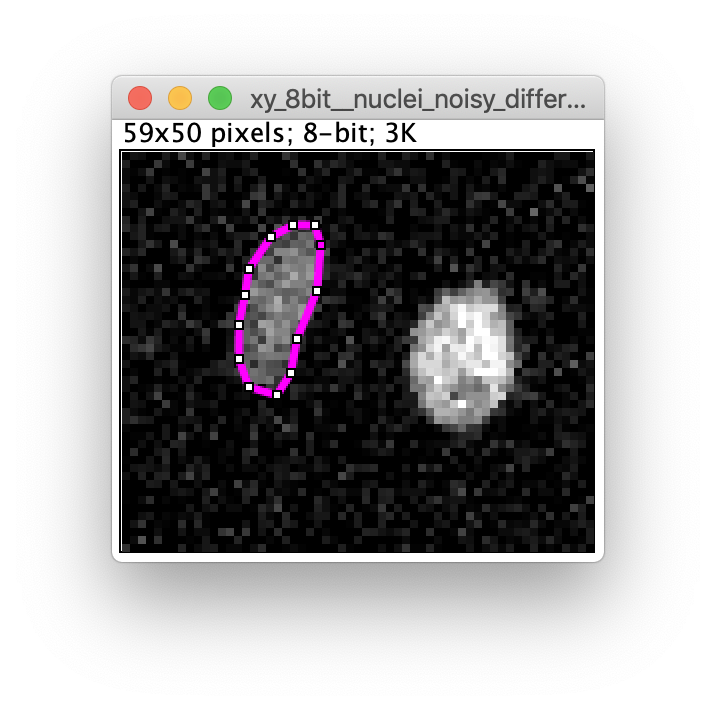 xy_8bit__nuclei_noisy_differ...
59x50 pixels; 8-bit; 3K